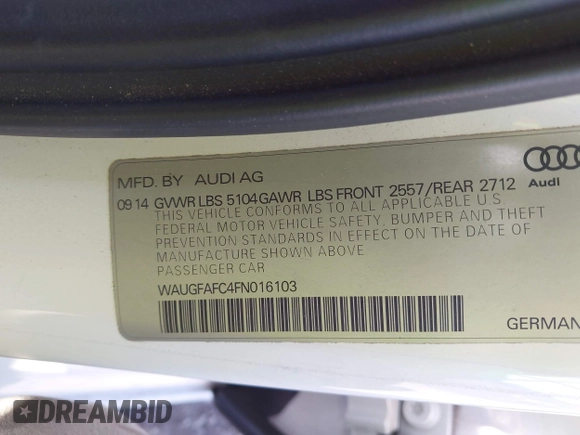 MFD. BY AUDI AG
09 14 GVWR LBS 5104 GAWR LBS FRONT 2557/REAR 2712
Audi
THIS VEHICLE CONFORMS TO ALL APPLICABLE U.S.
FEDERAL MOTOR VEHICLE SAFETY, BUMPER AND THEFT
PREVENTION STANDARDS IN EFFECT ON THE DATE OF
MANUFACTURE SHOWN ABOVE
PASSENGER CAR
WAUGFAFC4FN016103
GERMAN
DREAMBID